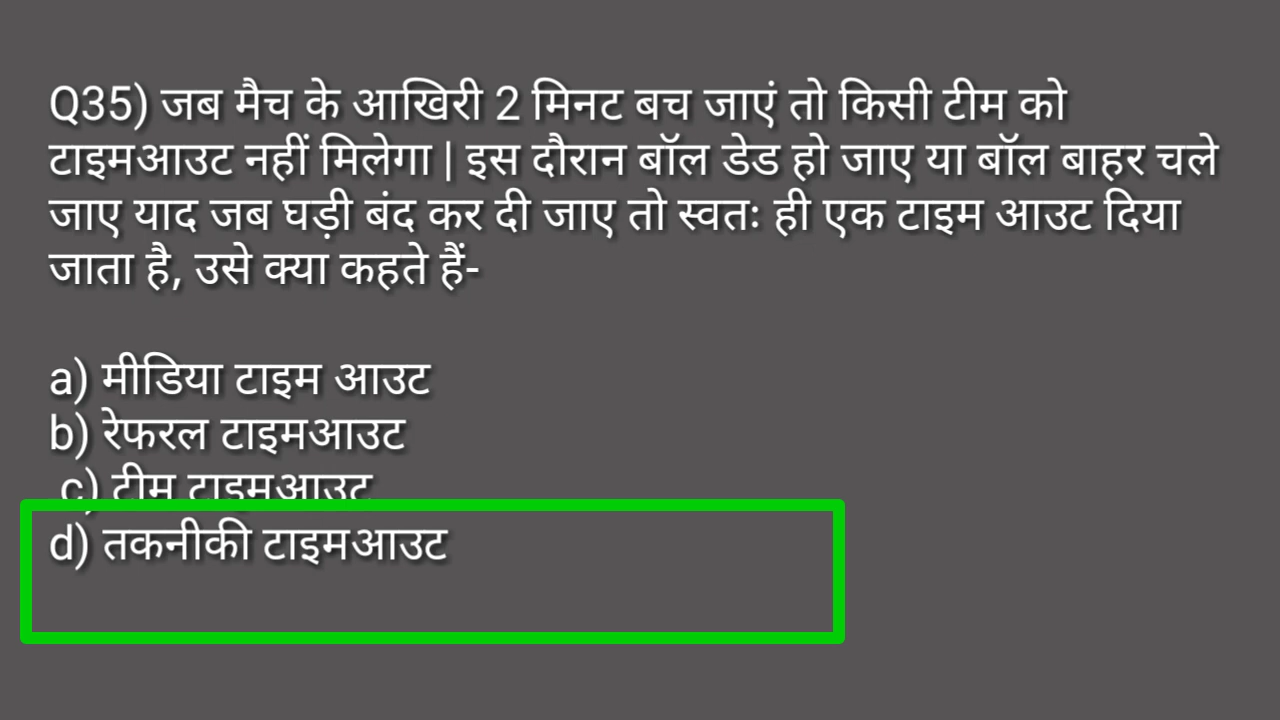 Q35) जब मैच के आखिरी 2 मिनट बच जाएं तो किसी टीम को
टाइमआउट नहीं मिलेगा | इस दौरान बॉल डेड हो जाए या बॉल बाहर चले
जाए याद जब घड़ी बंद कर दी जाए तो स्वतः ही एक टाइम आउट दिया
जाता है, उसे क्या कहते हैं-
a) मीडिया टाइम आउट
b) रेफरल टाइमआउट
c) टीम टाइमआउट
d) तकनीकी टाइमआउट